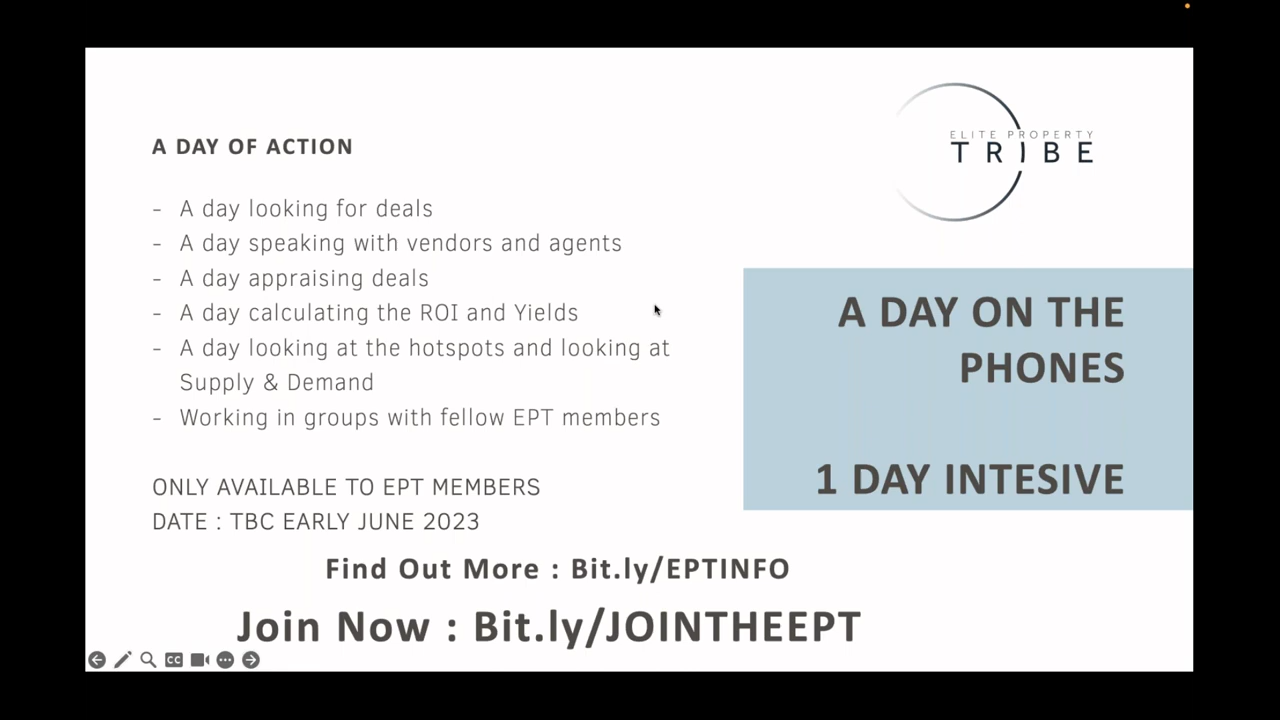 A DAY OF ACTION
- A day looking for deals
- A day speaking with vendors and agents
- A day appraising deals
- A day calculating the ROI and Yields
- A day looking at the hotspots and looking at
Supply & Demand
- Working in groups with fellow EPT members
ONLY AVAILABLE TO EPT MEMBERS
DATE : TBC EARLY JUNE 2023
ELITE PROPERTY
TRIBE
A DAY ON THE
PHONES
1 DAY INTESIVE
Find Out More : Bit.ly/EPTINFO
Join Now : Bit.ly/JOINTHEEPT
CC